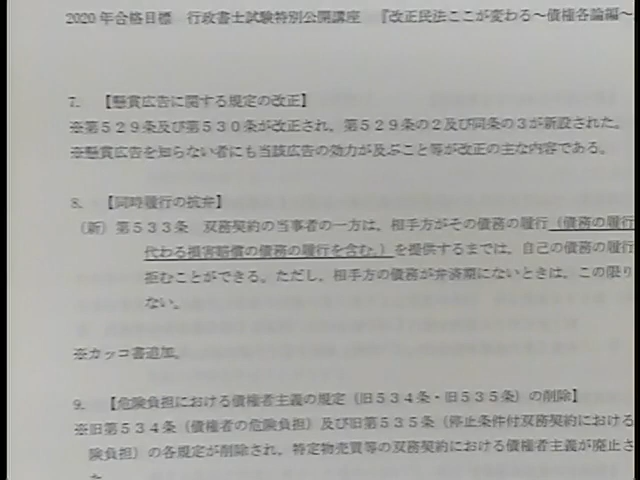 2020年合格目標　行政書士試験特別公開講座　『改正民法ここが変わる～債権各論編～
7.　【懸賞広告に関する規定の改正】
※第５２９条及び第５３０条が改正され、第５２９条の２及び同条の３が新設された。
※懸賞広告を知らない者にも当該広告の効力が及ぶこと等が改正の主な内容である。
8.　【同時履行の抗弁】
（新）第５３３条　双務契約の当事者の一方は、相手方がその債務の履行（債務の履行
代わる損害賠償の債務の履行を含む。）を提供するまでは、自己の債務の履行
拒むことができる。ただし、相手方の債務が弁済期にないときは、この限り
ない。
※カッコ書追加。
9.　【危険負担における債権者主義の規定（旧５３４条・旧５３５条）の削除】
※旧第５３４条（債権者の危険負担）及び旧第５３５条（停止条件付双務契約における
険負担）の各規定が削除され、特定物売買等の双務契約における債権者主義が廃止さ
た